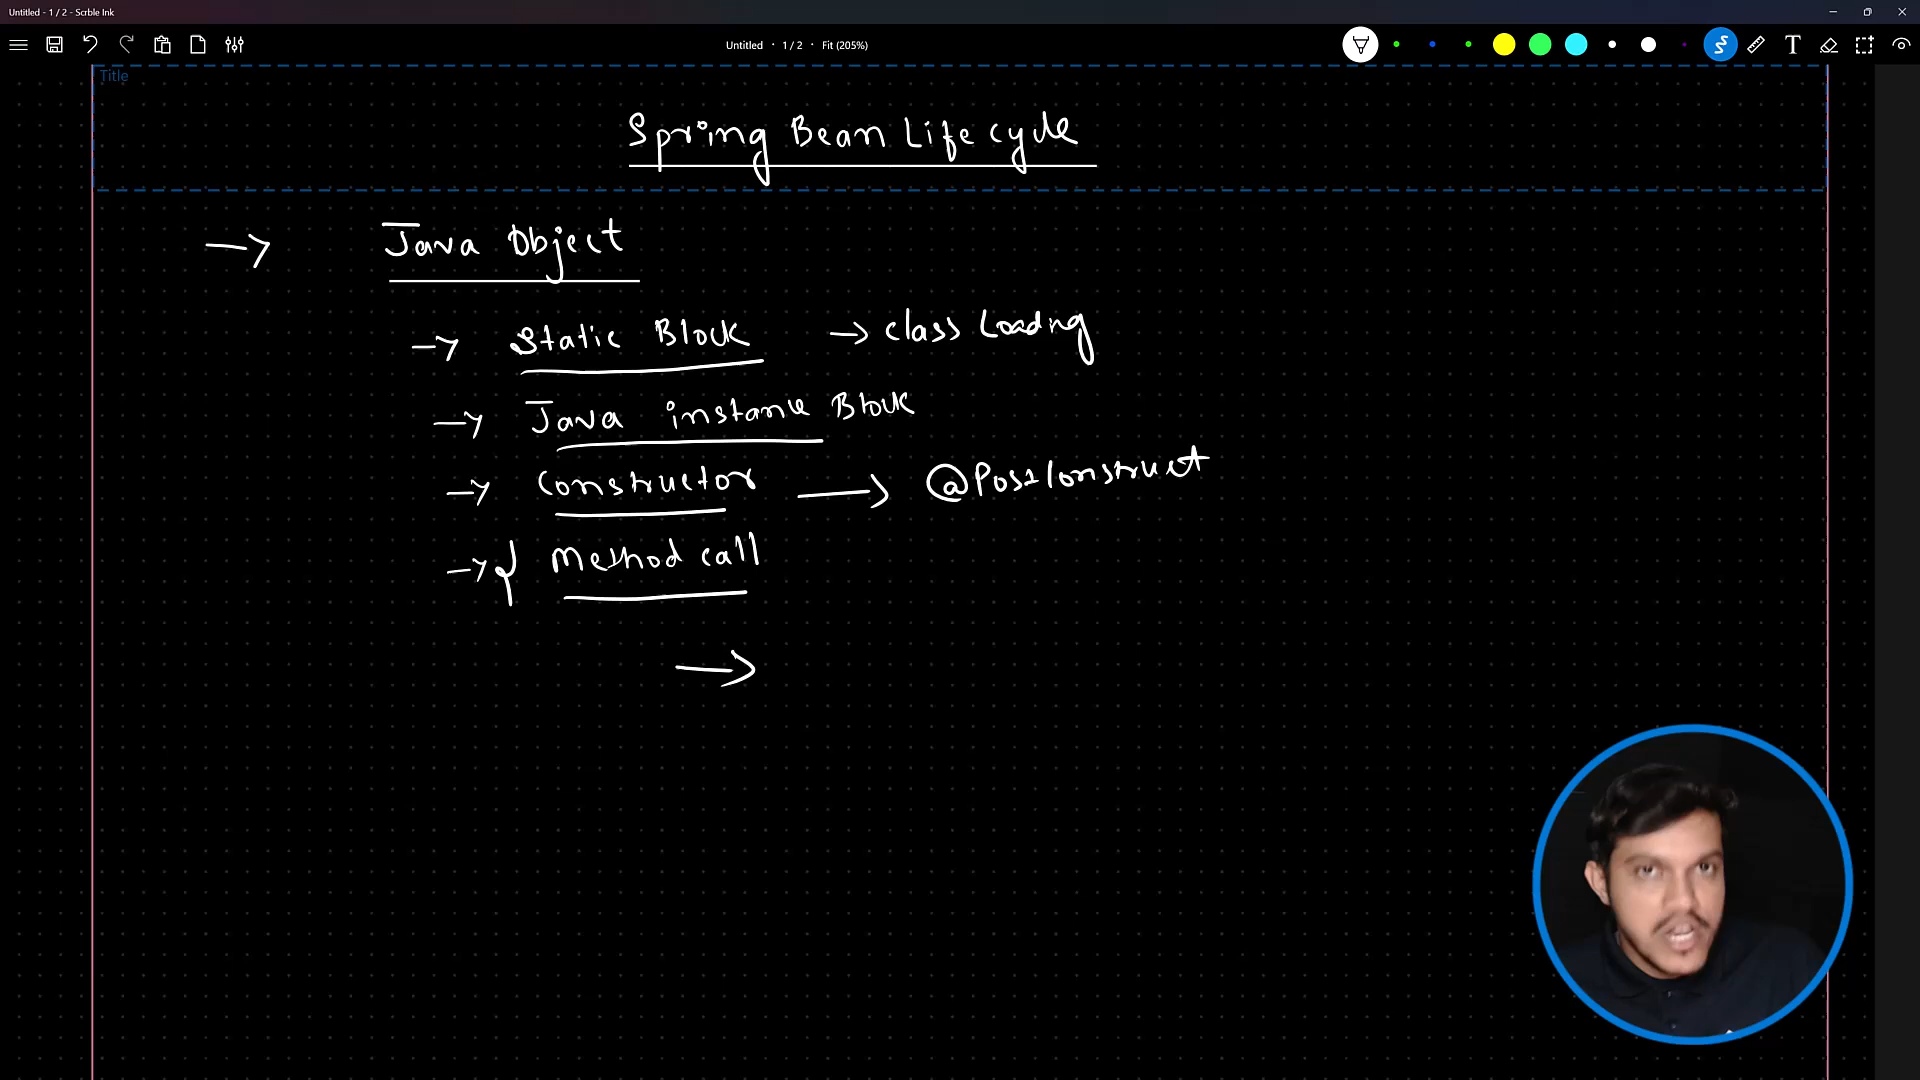 Untitled - 1 / 2 - Scrble Ink
Untitled · 1 / 2 · Fit (205%)
T
Title
Spring Bean Life cycle
→ Java Object
→ Static Block → class Loading
→ Java instance Block
→ Constructor → @PostConstruct
→ Method call
→